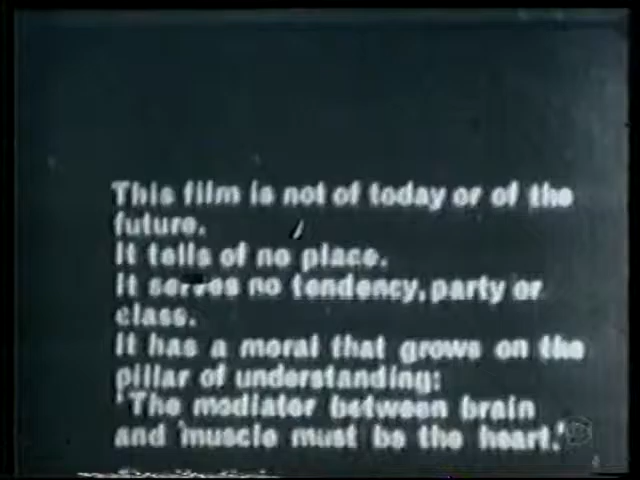 This film is not of today or of the
future.
It tells of no place.
It serves no tendency, party or
class.
It has a moral that grows on the
pillar of understanding:
"The mediator between brain
and muscle must be the heart."